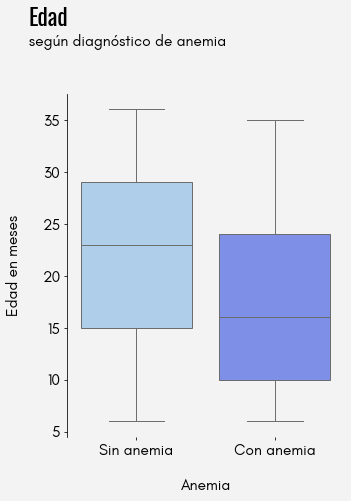 Edad
según diagnóstico de anemia
Edad en meses
35
30
25
20
15
10
5
Sin anemia
Con anemia
Anemia